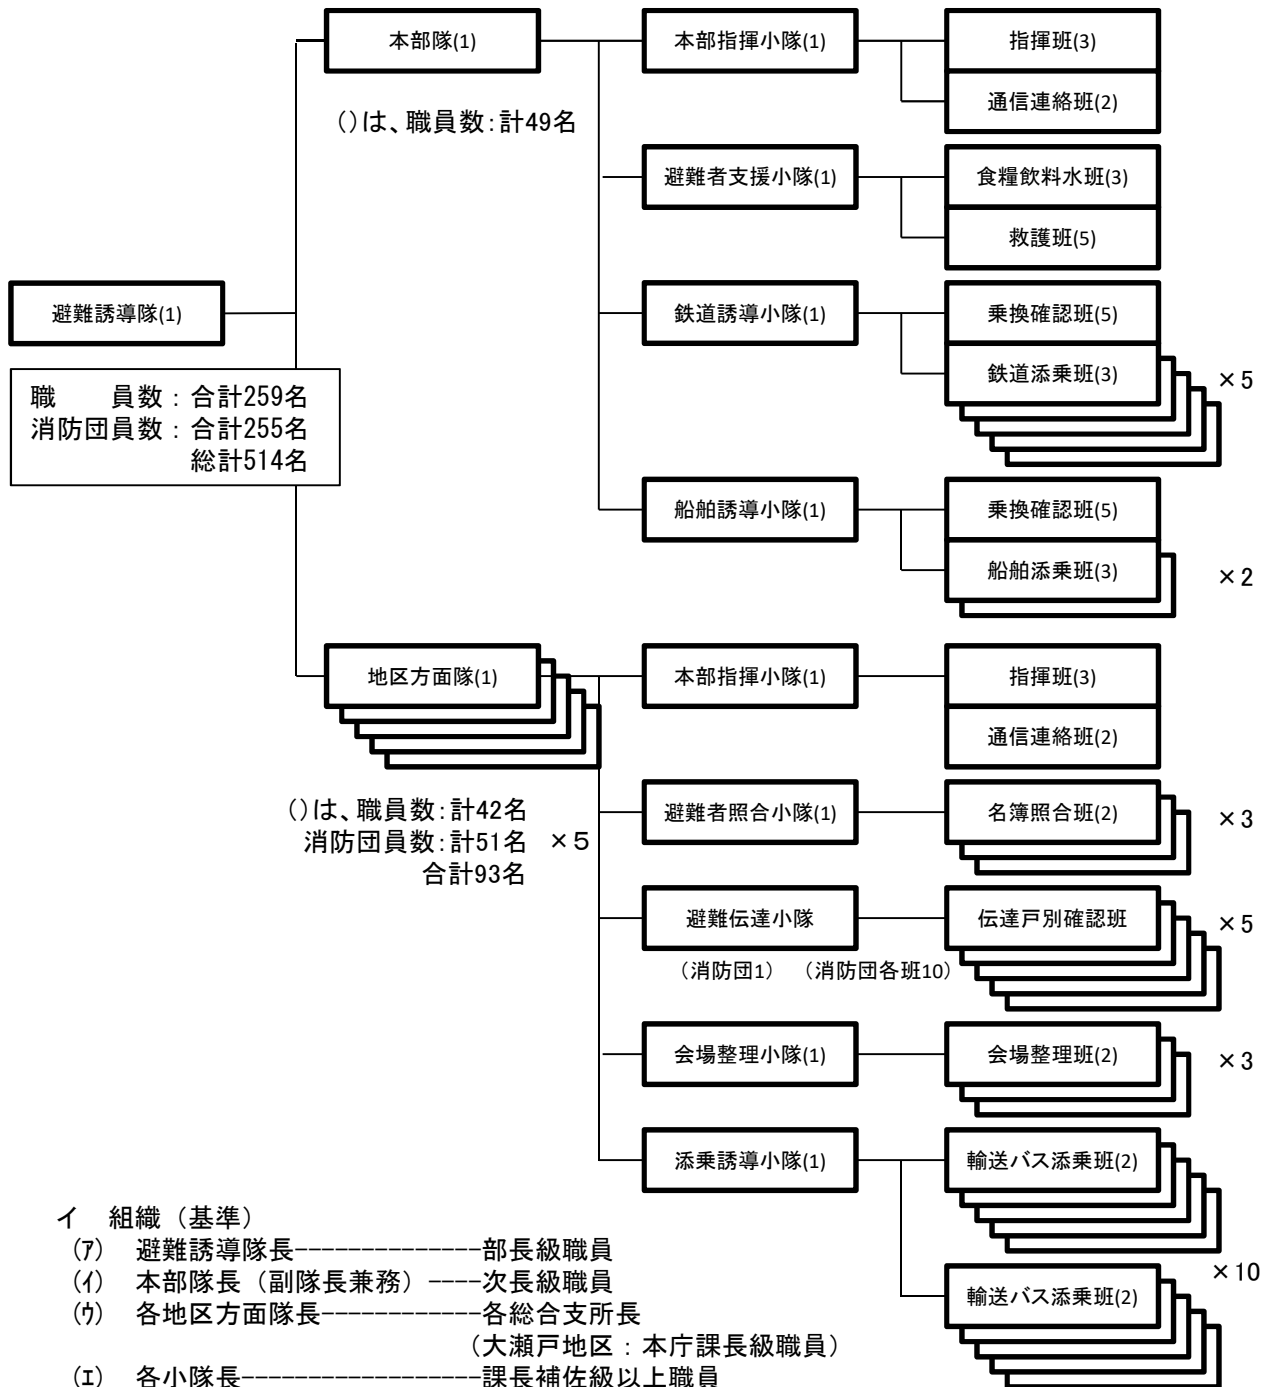 本部隊(1)
本部指揮小隊(1)
指揮班(3)
通信連絡班(2)
()は、職員数:計49名
避難者支援小隊(1)
食糧飲料水班(3)
救護班(5)
避難誘導隊(1)
鉄道誘導小隊(1)
乗換確認班(5)
鉄道添乗班(3)
×5
職　　員数：合計259名
消防団員数：合計255名
総計514名
船舶誘導小隊(1)
乗換確認班(5)
船舶添乗班(3)
×2
地区方面隊(1)
本部指揮小隊(1)
指揮班(3)
通信連絡班(2)
()は、職員数:計42名
消防団員数:計51名　×5
合計93名
避難者照合小隊(1)
名簿照合班(2)
×3
避難伝達小隊
伝達戸別確認班
×5
（消防団1）　（消防団各班10）
会場整理小隊(1)
会場整理班(2)
×3
添乗誘導小隊(1)
輸送バス添乗班(2)
×10
輸送バス添乗班(2)
イ　組織（基準）
(ｱ)　避難誘導隊長-------------部長級職員
(ｲ)　本部隊長（副隊長兼務）----次長級職員
(ｳ)　各地区方面隊長-----------各総合支所長
（大瀬戸地区：本庁課長級職員）
(ｴ)　各小隊長-----------------課長補佐級以上職員